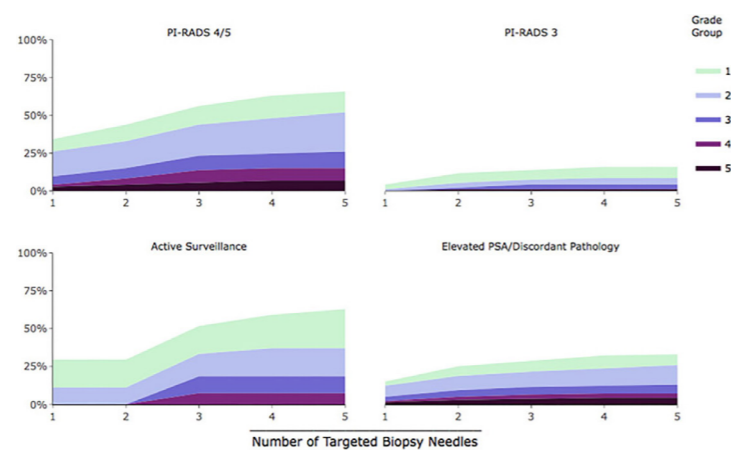 PI-RADS 4/5
PI-RADS 3
Grade
Group
100%
75%
50%
25%
0%
1 2 3 4 5
1 2 3 4 5
1
2
3
4
5
Active Surveillance
Elevated PSA/Discordant Pathology
100%
75%
50%
25%
0%
1 2 3 4 5
1 2 3 4 5
Number of Targeted Biopsy Needles